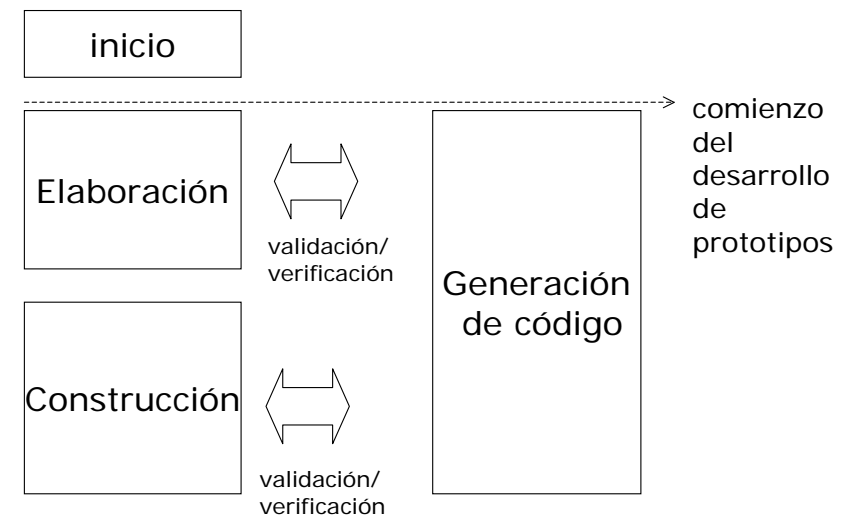 inicio
comienzo
del
desarrollo
de
prototipos
Elaboración
validación/
verificación
Generación
de código
Construcción
validación/
verificación